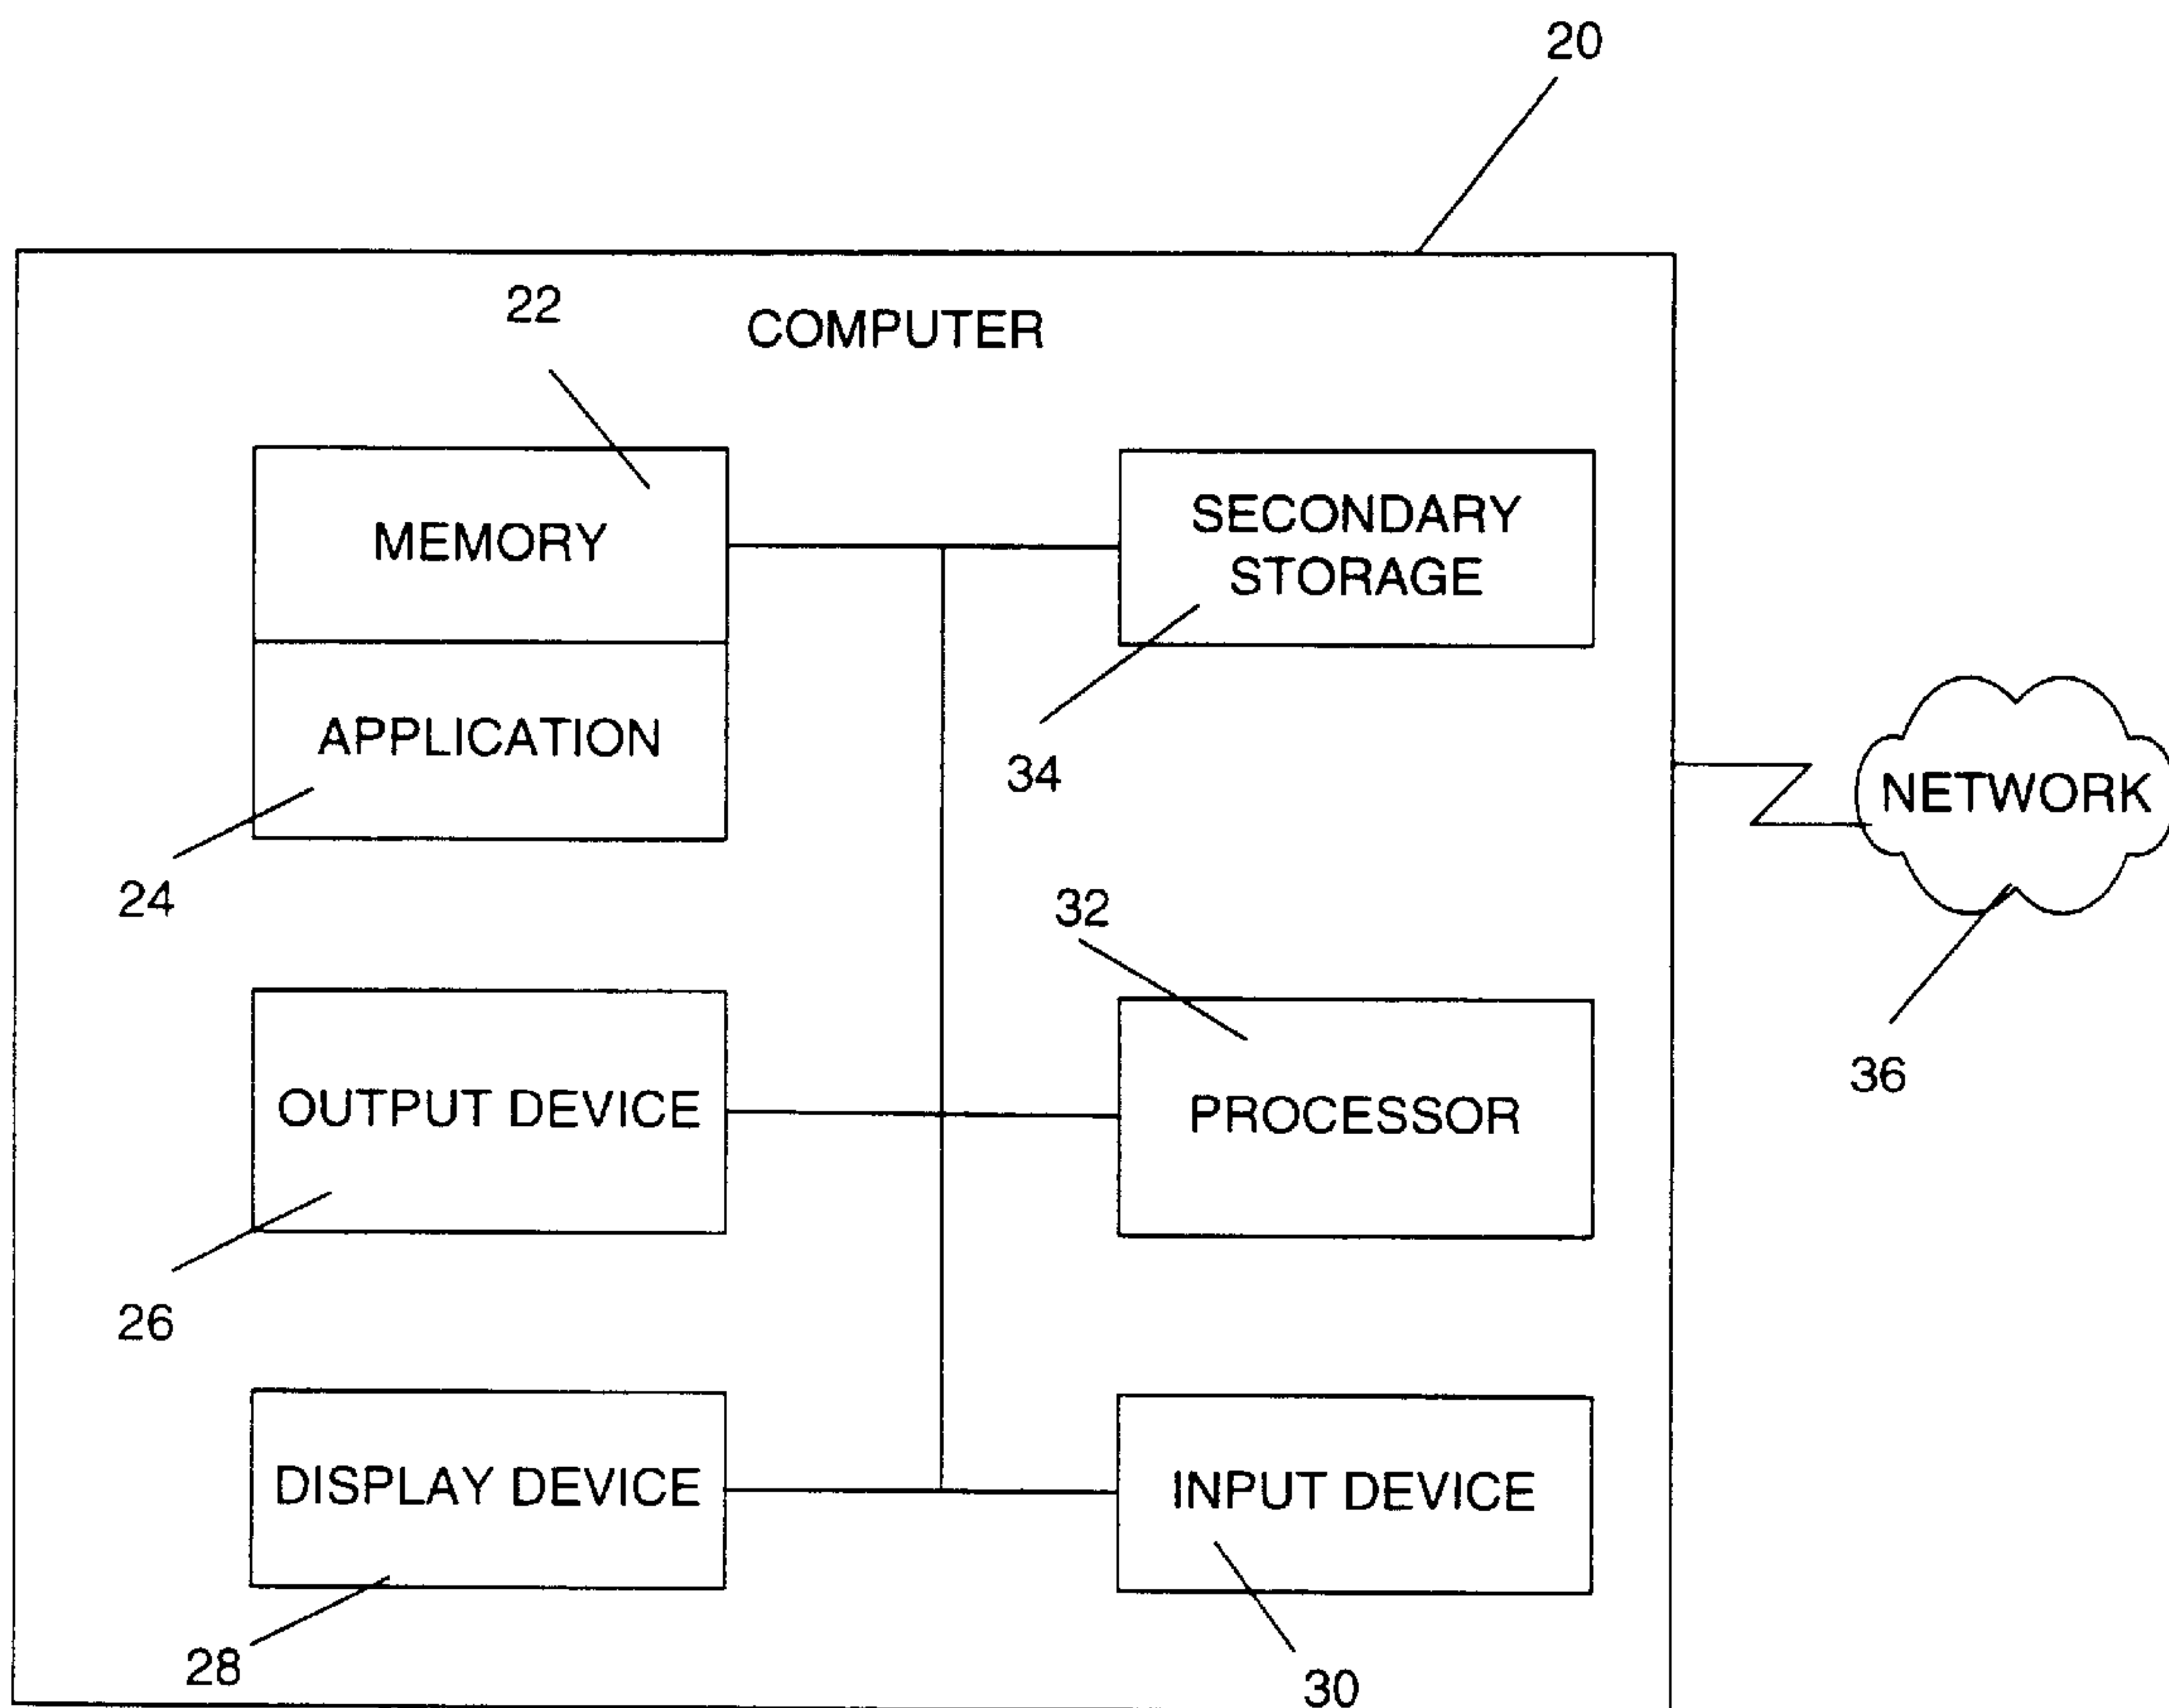 20
22
COMPUTER
MEMORY
SECONDARY
STORAGE
APPLICATION
34
NETWORK
24
32
36
OUTPUT DEVICE
PROCESSOR
26
DISPLAY DEVICE
INPUT DEVICE
28
30